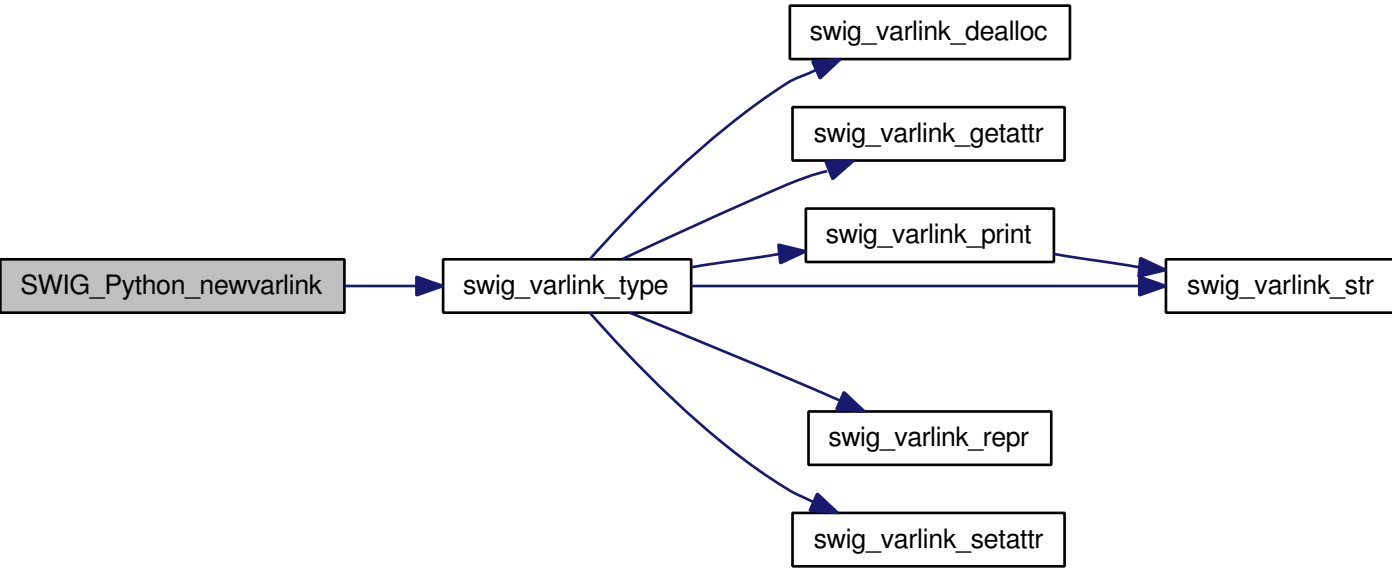 swig_varlink_dealloc
swig_varlink_getattr
swig_varlink_print
SWIG_Python_newvarlink
swig_varlink_type
swig_varlink_str
swig_varlink_repr
swig_varlink_setattr